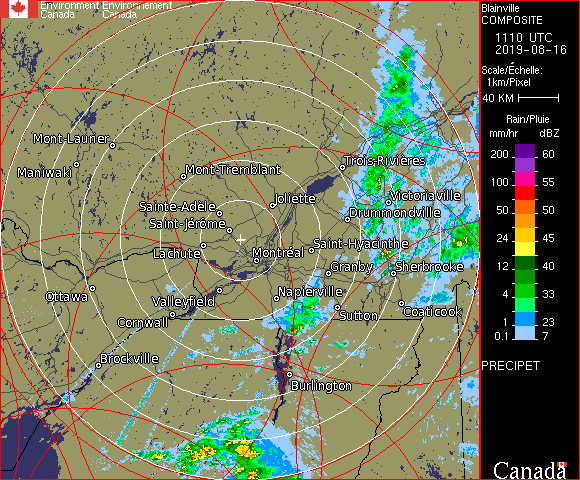 Environment Environnement
Canada Canada
Blainville
COMPOSITE
1110 UTC
2019-08-16
Scale/Échelle:
1km/Pixel
40 KM
Rain/Pluie
mm/hr dBZ
200 60
100 55
50 50
24 45
12 40
4 33
1 23
0.1 7
PRECIPET
Canada
Mont-Laurier
Maniwaki
Mont-Tremblant
Trois-Rivières
Sainte-Adèle
Joliette
Victoriaville
Saint-Jérôme
Drummondville
Lachute
Montréal
Saint-Hyacinthe
Granby
Sherbrooke
Ottawa
Valleyfield
Napierville
Cornwall
Sutton
Coaticook
Brockville
Burlington